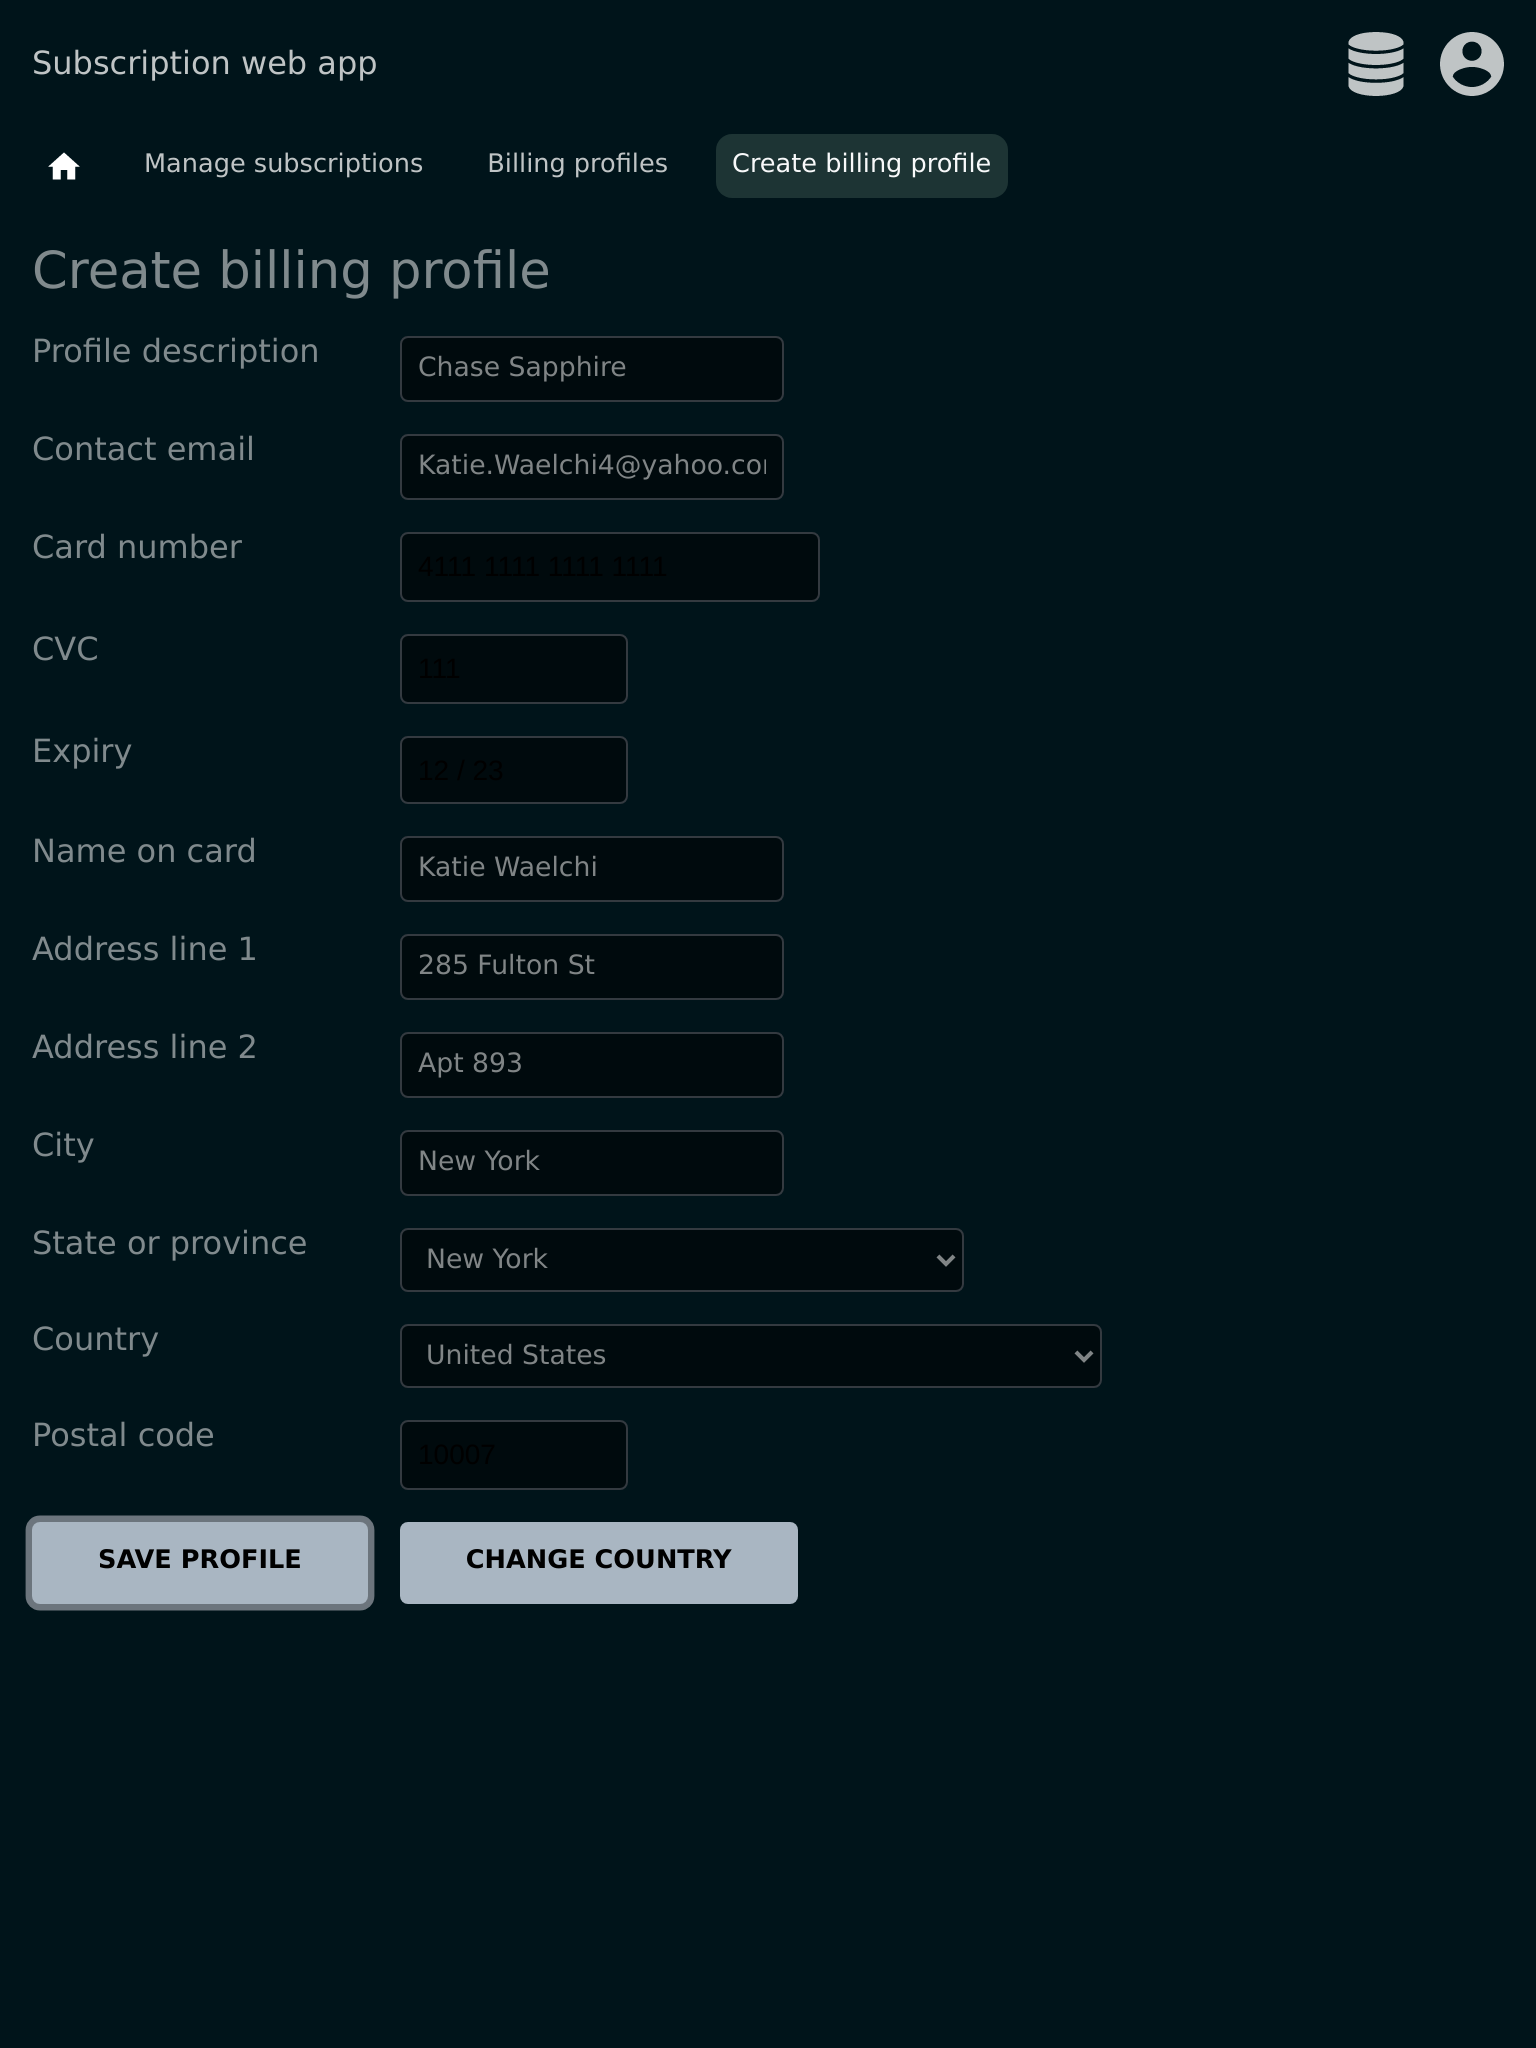 Subscription web app
Manage subscriptions Billing profiles Create billing profile
Create billing profile
Profile description Chase Sapphire
Contact email Katie.Waelchi4@yahoo.co
Card number 4111 1111 1111 1111
CVC 111
Expiry 12 / 23
Name on card Katie Waelchi
Address line 1 285 Fulton St
Address line 2 Apt 893
City New York
State or province New York
Country United States
Postal code 10007
SAVE PROFILE CHANGE COUNTRY